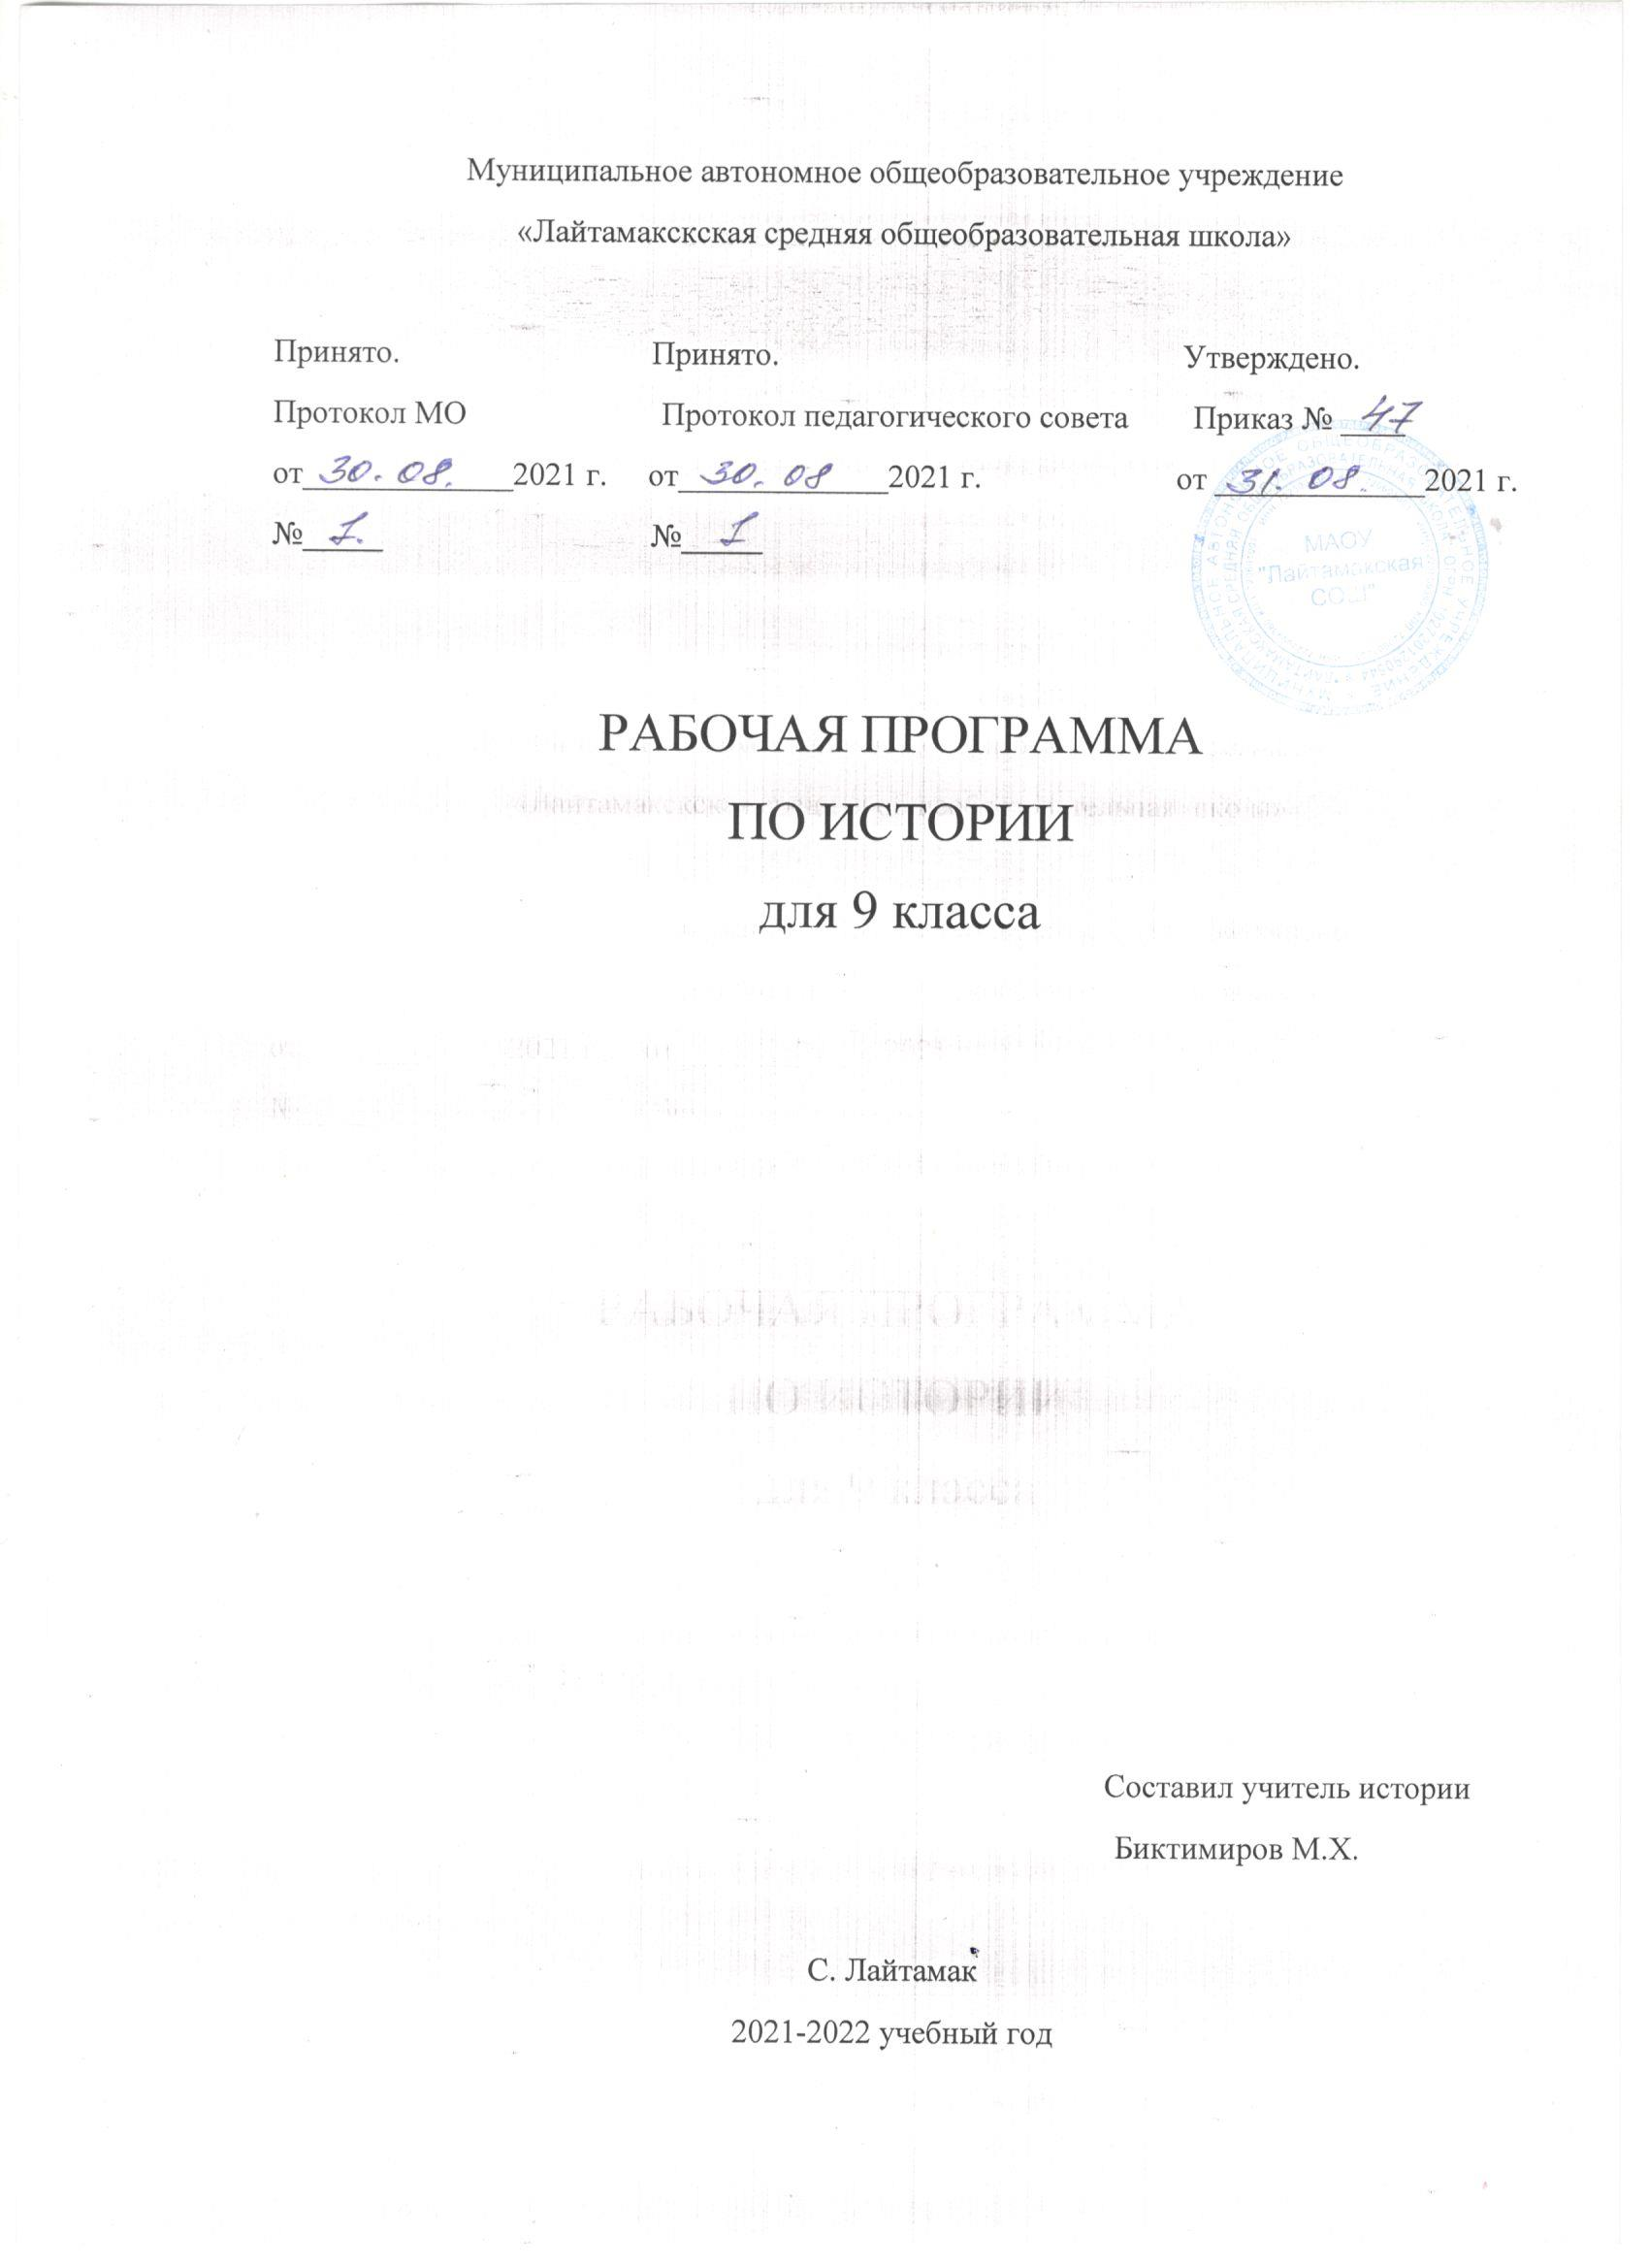 Муниципальное автономное общеобразовательное учреждение
«Лайтамакскская средняя общеобразовательная школа»
Принято. Принято. Утверждено.
Протокол МО Протокол педагогического совета Приказ № 47
от 30.08. 2021 г. от 30.08 2021 г. от 31.08. 2021 г.
№ 1. № 1
МАОУ
"Лайтамакская
СОШ"
РАБОЧАЯ ПРОГРАММА
ПО ИСТОРИИ
для 9 класса
Составил учитель истории
Биктимиров М.Х.
С. Лайтамак
2021-2022 учебный год